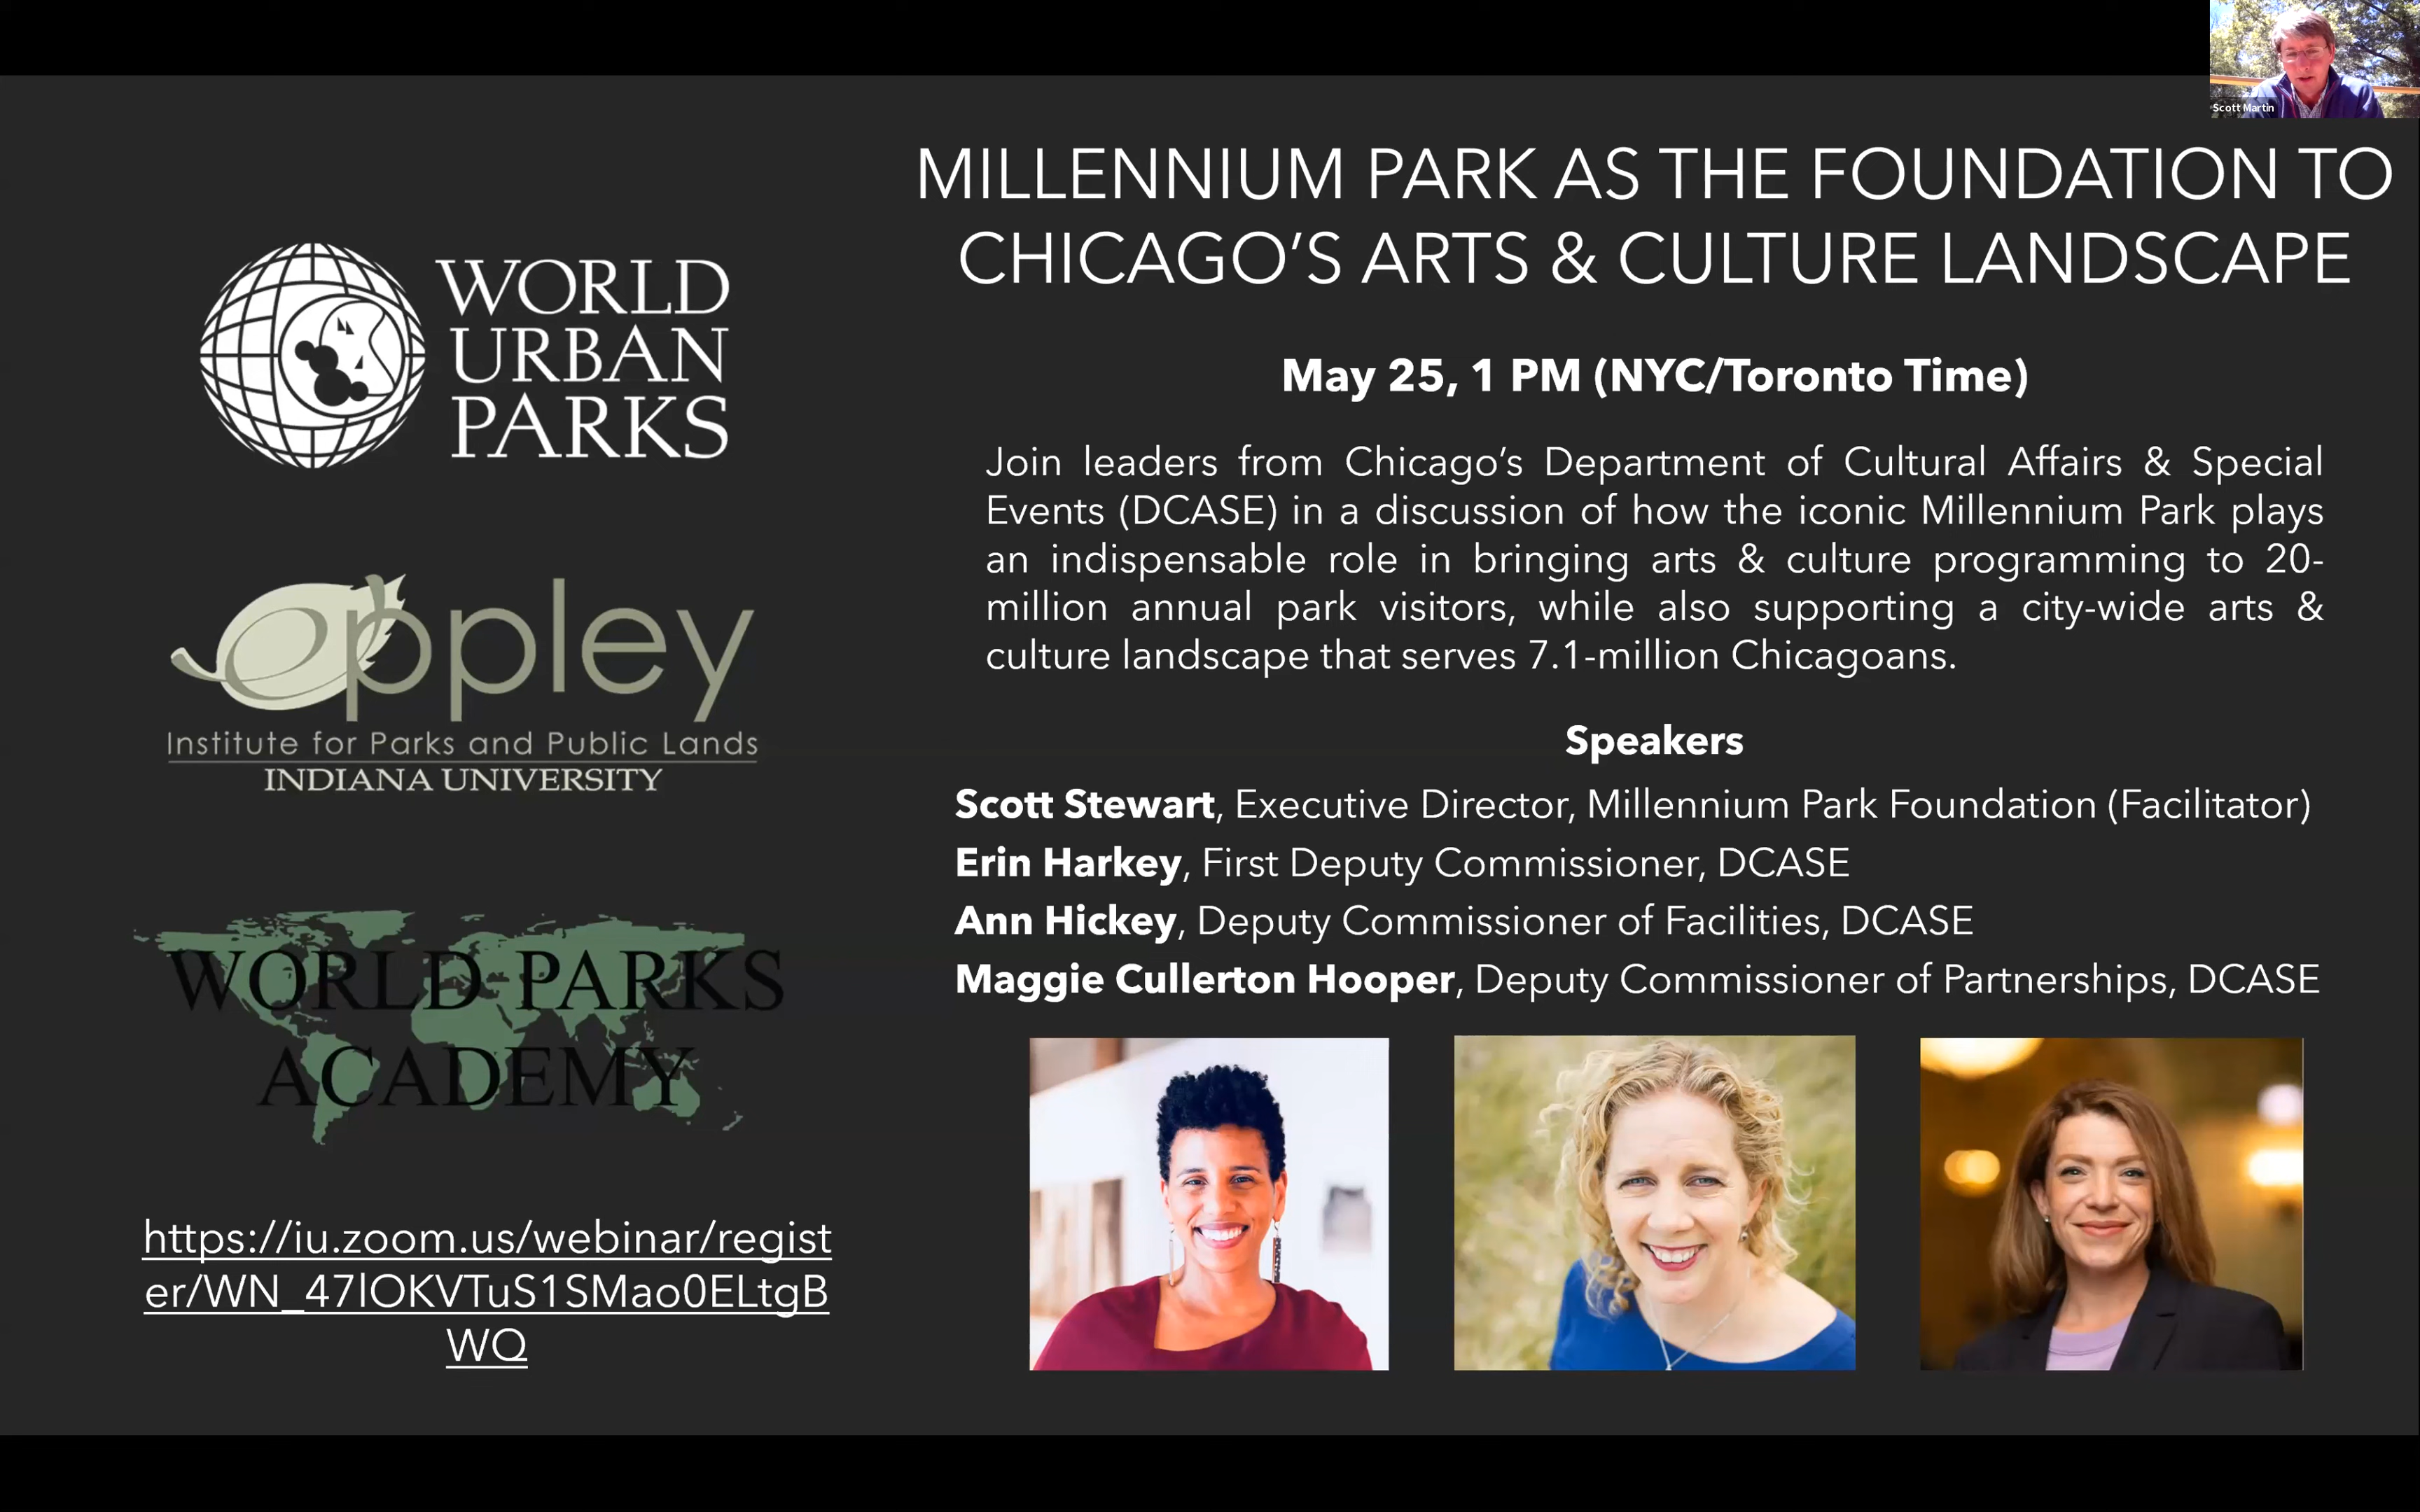 Scott Martin
MILLENNIUM PARK AS THE FOUNDATION TO
CHICAGO’S ARTS & CULTURE LANDSCAPE
May 25, 1 PM (NYC/Toronto Time)
Join leaders from Chicago’s Department of Cultural Affairs & Special
Events (DCASE) in a discussion of how the iconic Millennium Park plays
an indispensable role in bringing arts & culture programming to 20-
million annual park visitors, while also supporting a city-wide arts &
culture landscape that serves 7.1-million Chicagoans.
Speakers
Scott Stewart, Executive Director, Millennium Park Foundation (Facilitator)
Erin Harkey, First Deputy Commissioner, DCASE
Ann Hickey, Deputy Commissioner of Facilities, DCASE
Maggie Cullerton Hooper, Deputy Commissioner of Partnerships, DCASE
WORLD
URBAN
PARKS
eppley
Institute for Parks and Public Lands
INDIANA UNIVERSITY
WORLD PARKS
ACADEMY
https://iu.zoom.us/webinar/regist
er/WN_47lOKVTuS1SMao0ELtgB
WQ